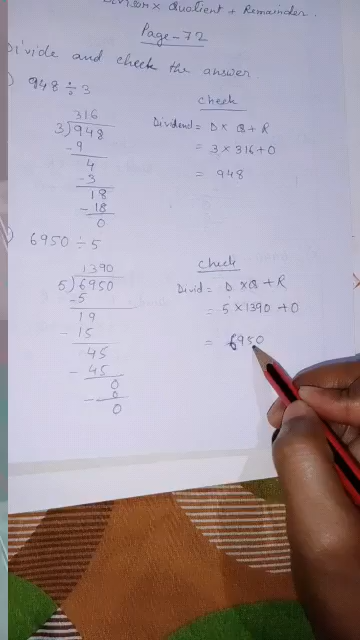 Divison x Quotient + Remainder.
Page-72
Divide and check the answer
) 948 ÷ 3
316
3)948
-9
4
-3
18
-18
0
check
Dividend = D x Q + R
= 3 x 316 + 0
= 948
) 6950 ÷ 5
1390
5)6950
-5
19
-15
45
-45
0
-0
0
check
Divid = D x Q + R
= 5 x 1390 + 0
= 6950